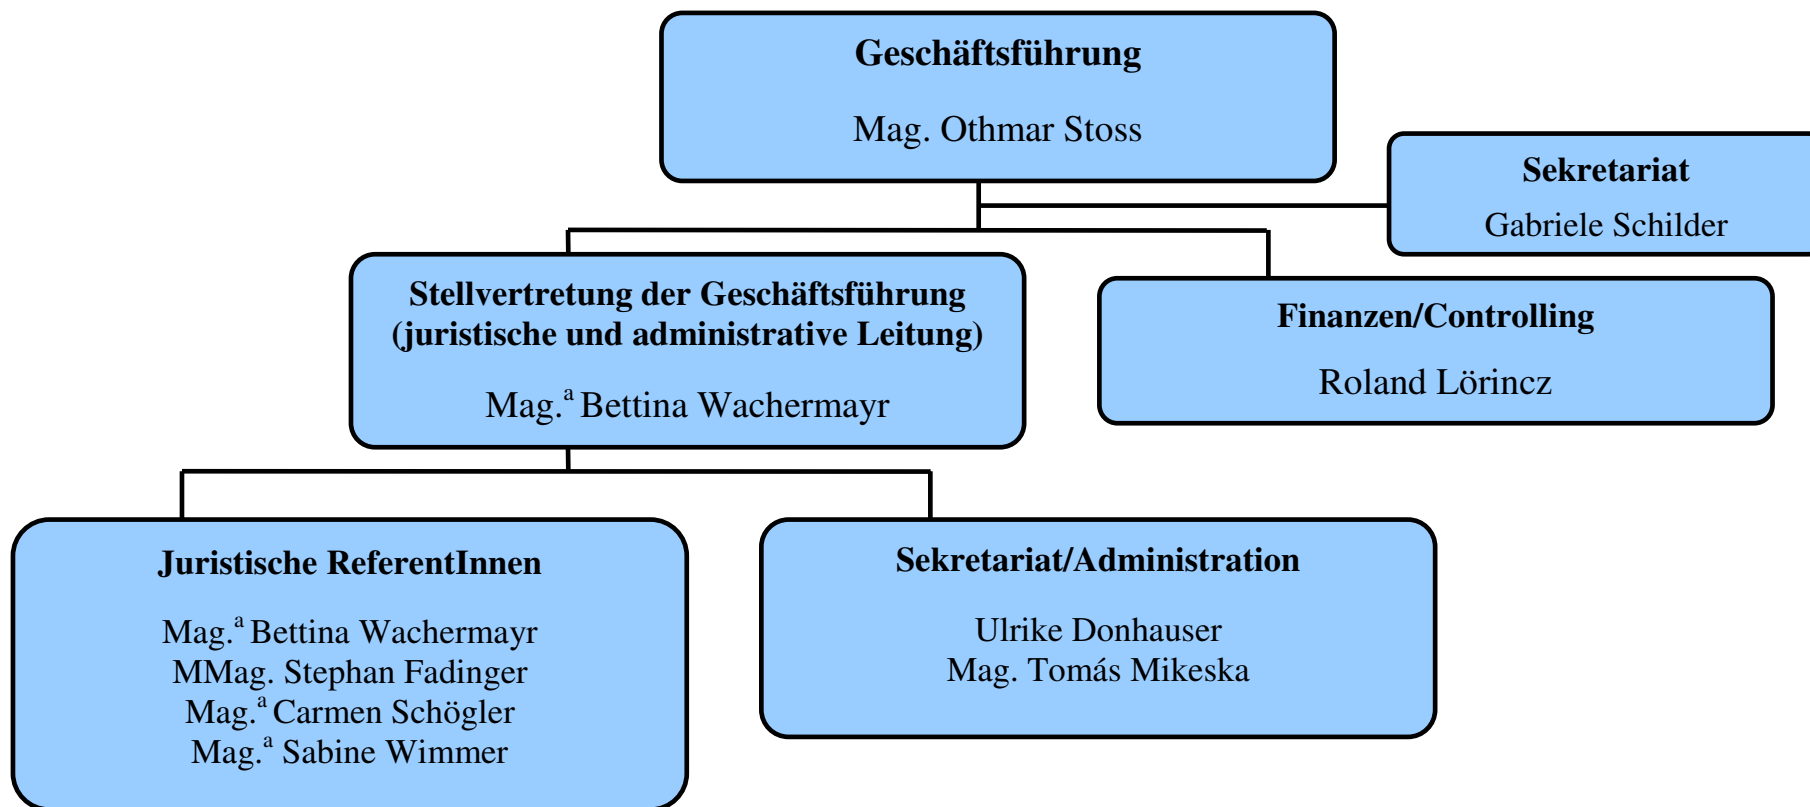 Geschäftsführung
Mag. Othmar Stoss
Sekretariat
Gabriele Schilder
Stellvertretung der Geschäftsführung
(juristische und administrative Leitung)
Mag.ª Bettina Wachermayr
Finanzen/Controlling
Roland Lörincz
Juristische ReferentInnen
Mag.ª Bettina Wachermayr
MMag. Stephan Fadinger
Mag.ª Carmen Schögler
Mag.ª Sabine Wimmer
Sekretariat/Administration
Ulrike Donhauser
Mag. Tomás Mikeska